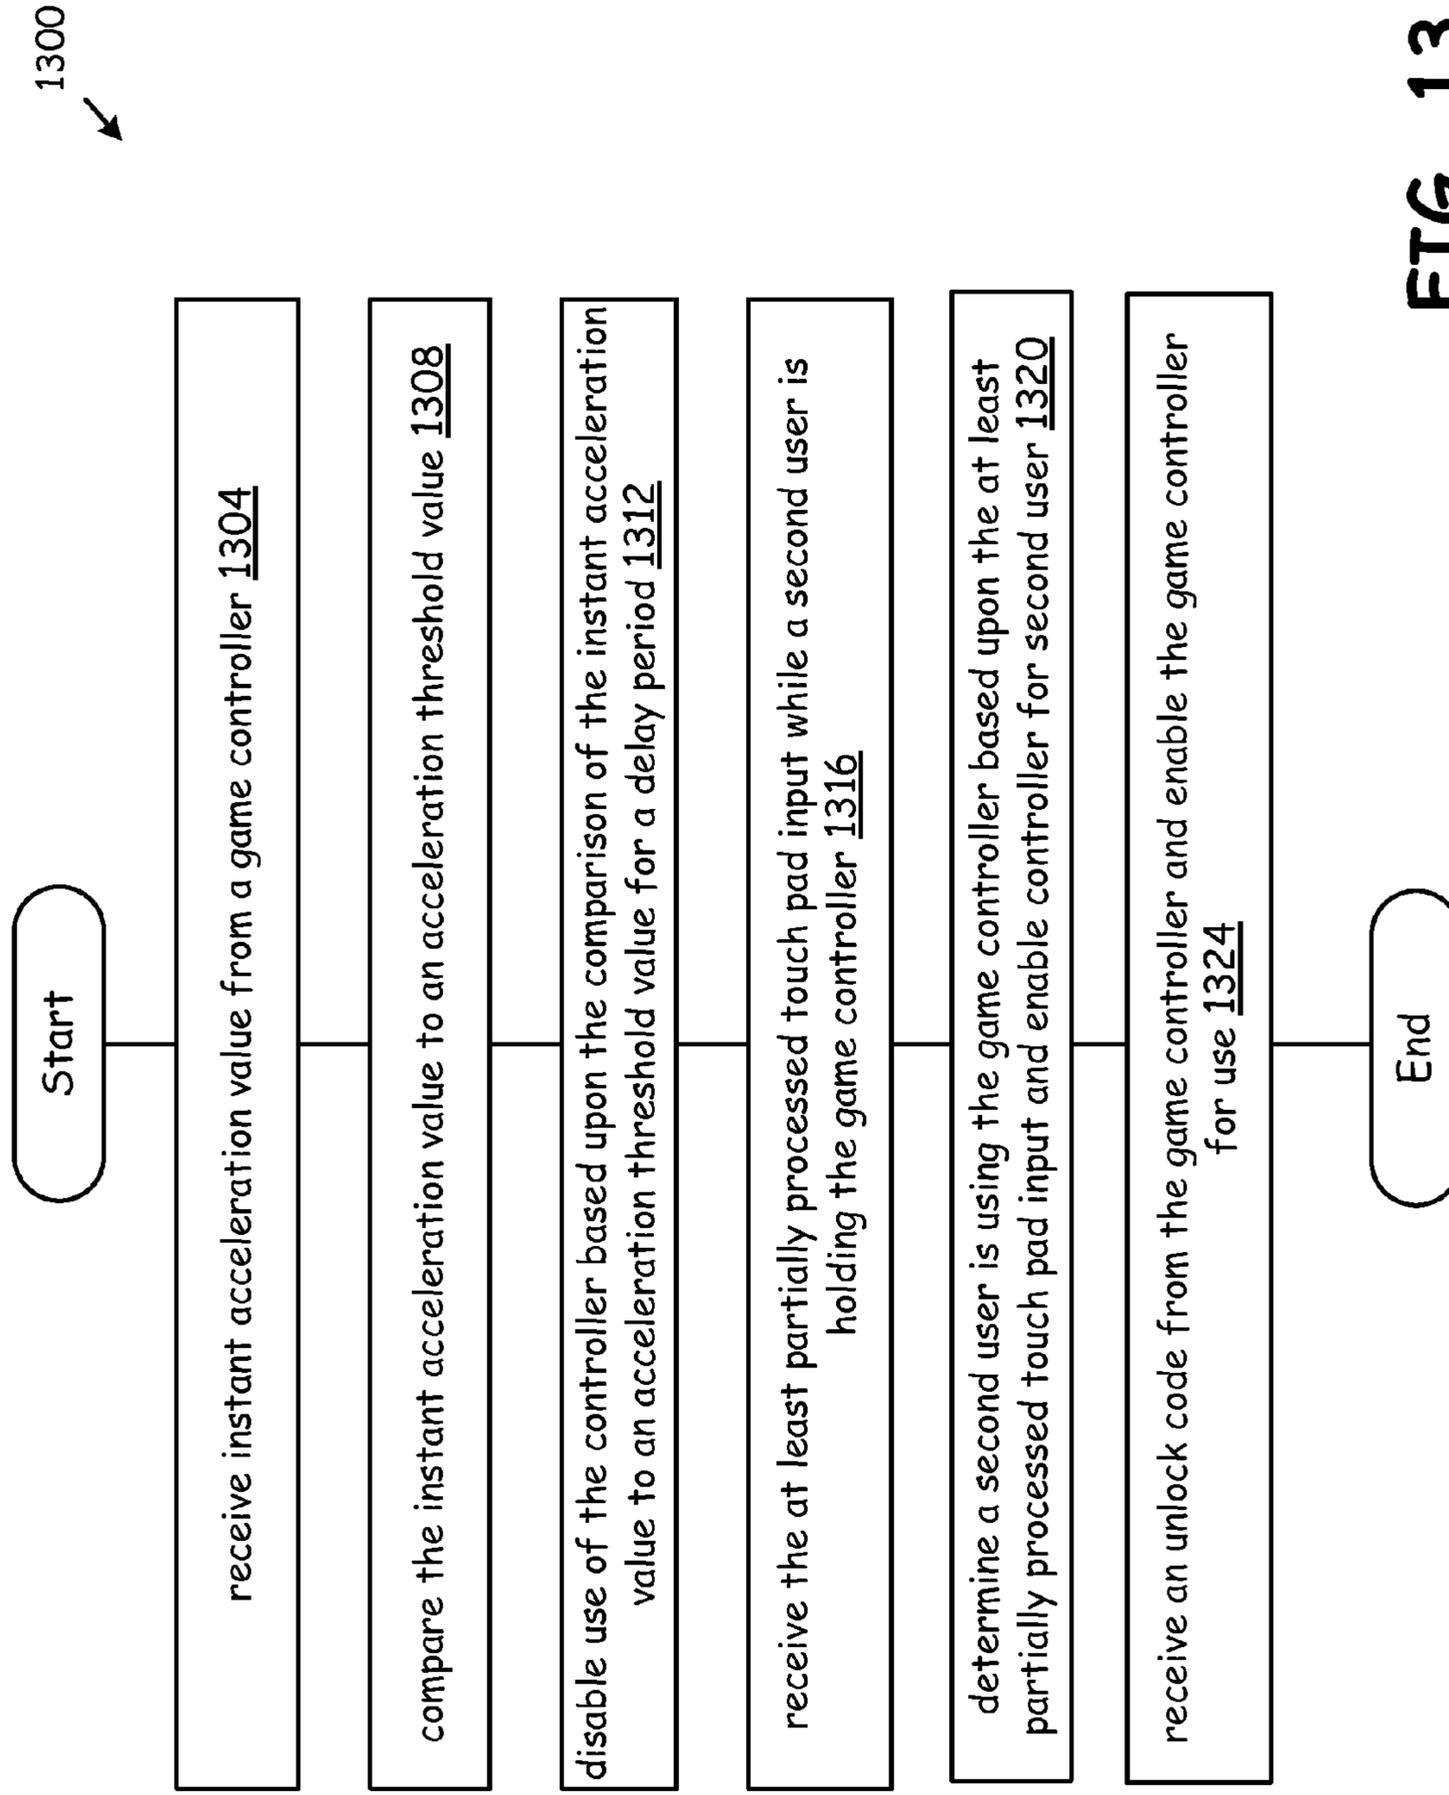 1300
Start
receive instant acceleration value from a game controller 1304
compare the instant acceleration value to an acceleration threshold value 1308
disable use of the controller based upon the comparison of the instant acceleration
value to an acceleration threshold value for a delay period 1312
receive the at least partially processed touch pad input while a second user is
holding the game controller 1316
determine a second user is using the game controller based upon the at least
partially processed touch pad input and enable controller for second user 1320
receive an unlock code from the game controller and enable the game controller
for use 1324
End
FIG. 13